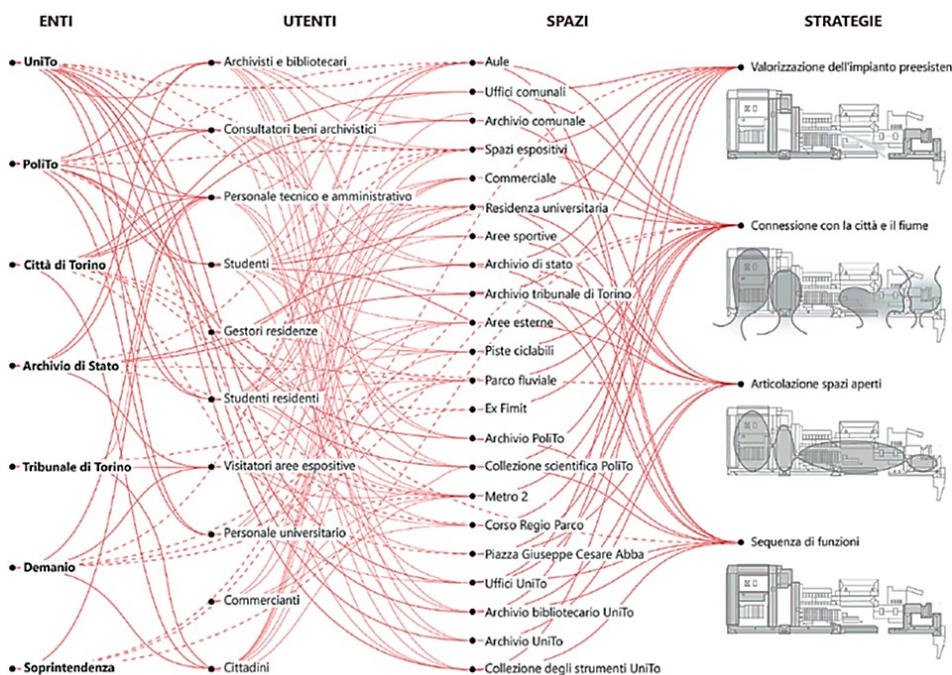 ENTI
UTENTI
SPAZI
STRATEGIE
UniTo
PoliTo
Città di Torino
Archivio di Stato
Tribunale di Torino
Demanio
Soprintendenza
Archivisti e bibliotecari
Consultatori beni archivistici
Personale tecnico e amministrativo
Studenti
Gestori residenze
Studenti residenti
Visitatori aree espositive
Personale universitario
Commercianti
Cittadini
Aule
Uffici comunali
Archivio comunale
Spazi espositivi
Commerciale
Residenza universitaria
Aree sportive
Archivio di stato
Archivio tribunale di Torino
Aree esterne
Piste ciclabili
Parco fluviale
Ex Fimit
Archivio PoliTo
Collezione scientifica PoliTo
Metro 2
Corso Regio Parco
Piazza Giuseppe Cesare Abba
Uffici UniTo
Archivio bibliotecario UniTo
Archivio UniTo
Collezione degli strumenti UniTo
Valorizzazione dell'impianto preesisten
Connessione con la città e il fiume
Articolazione spazi aperti
Sequenza di funzioni